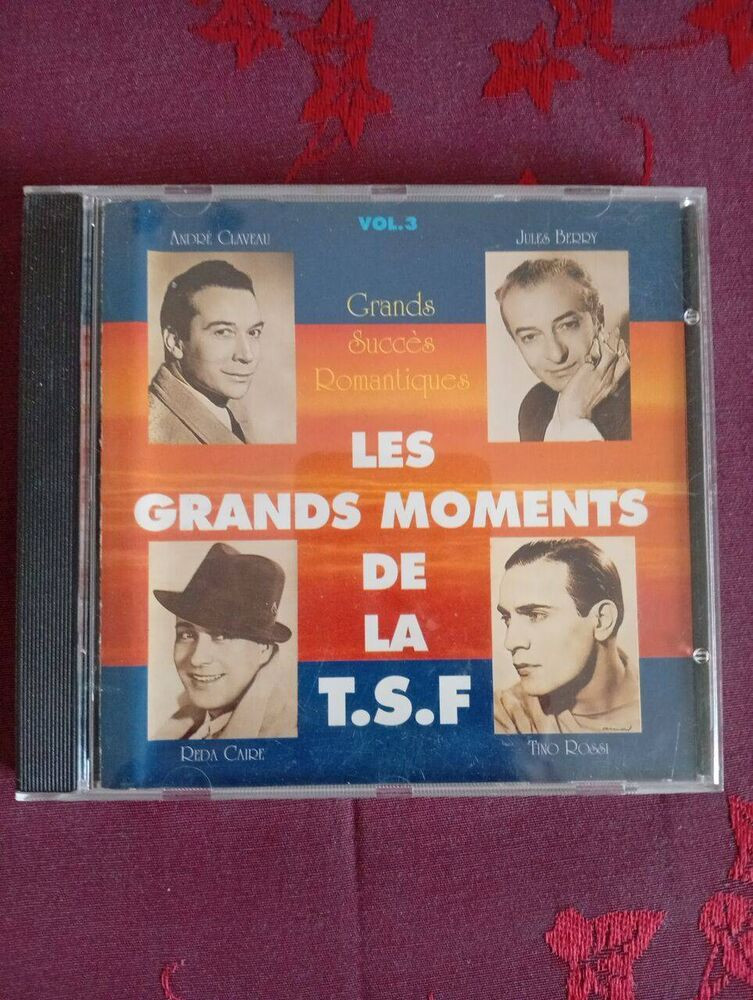 VOL.3
ANDRÉ CLAVEAU
JULES BERRY
Grands
Succès
Romantiques
LES
GRANDS MOMENTS
DE
LA
T.S.F
REDA CAIRE
TINO ROSSI